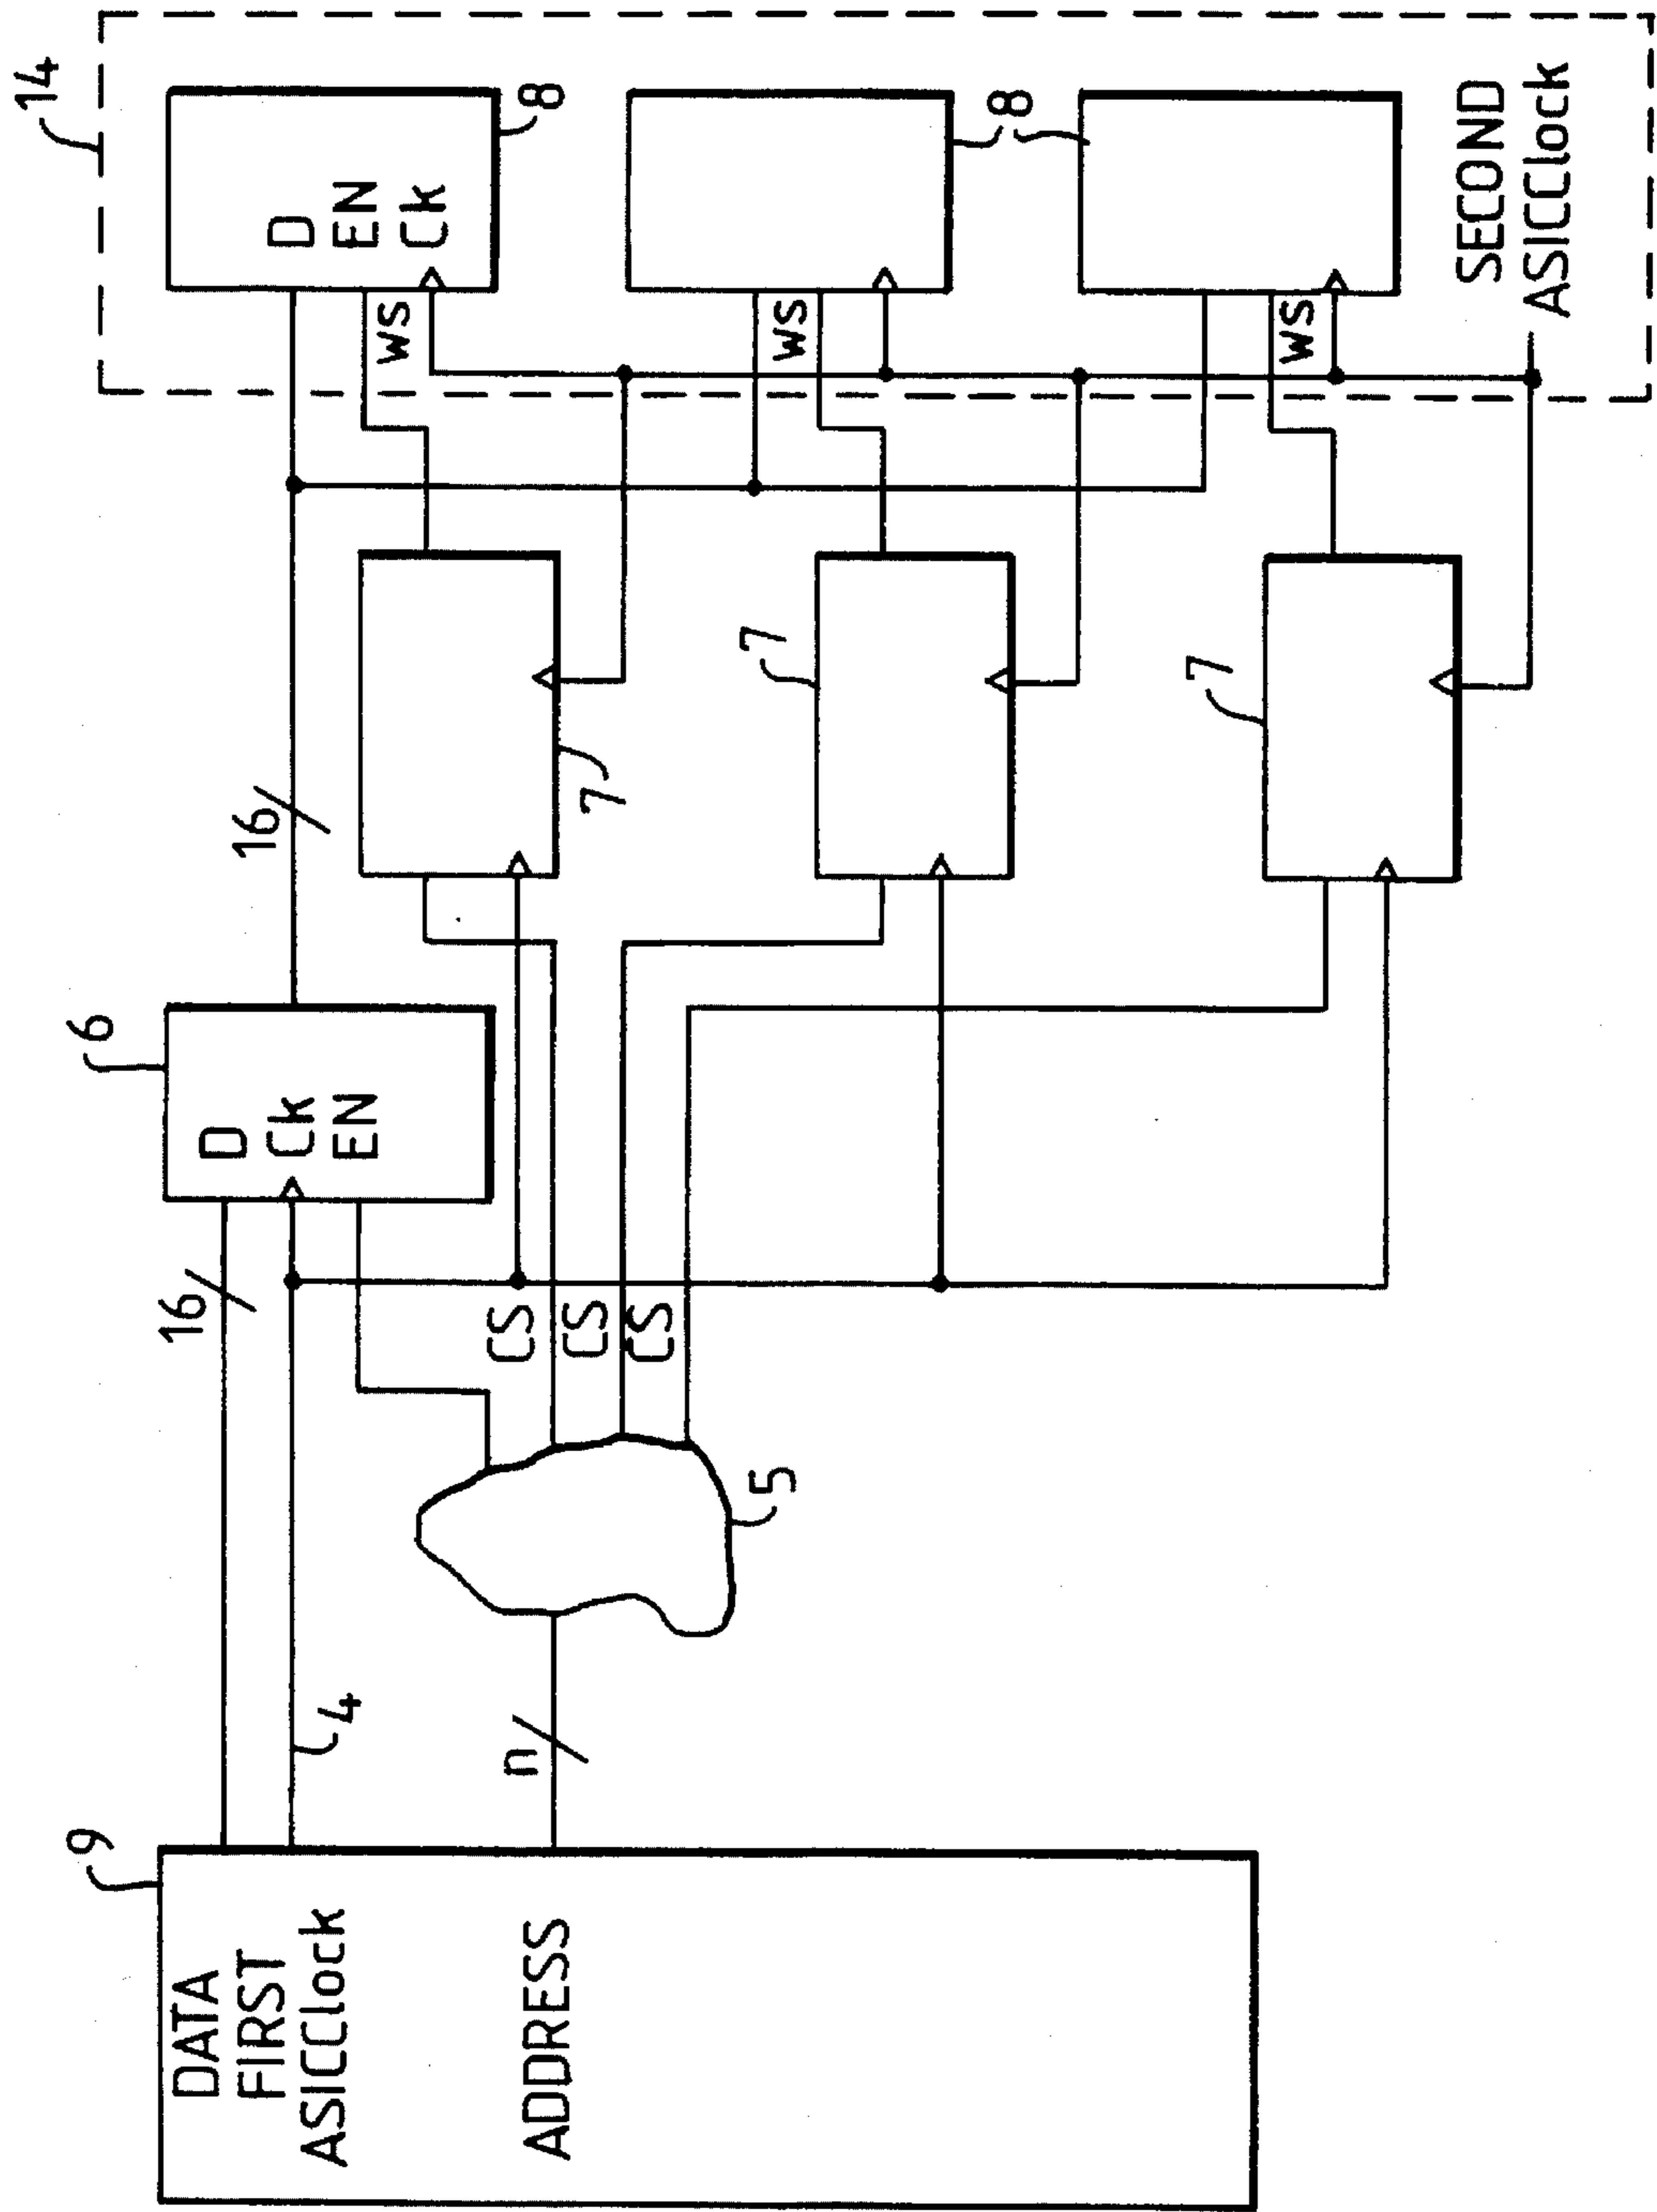 9
DATA
FIRST
ASICClock
ADDRESS
4
n
5
16
CS
CS
CS
6
D
Ck
EN
16
7
7
7
14
D
EN
Ck
8
ws
ws
8
ws
SECOND
ASICClock